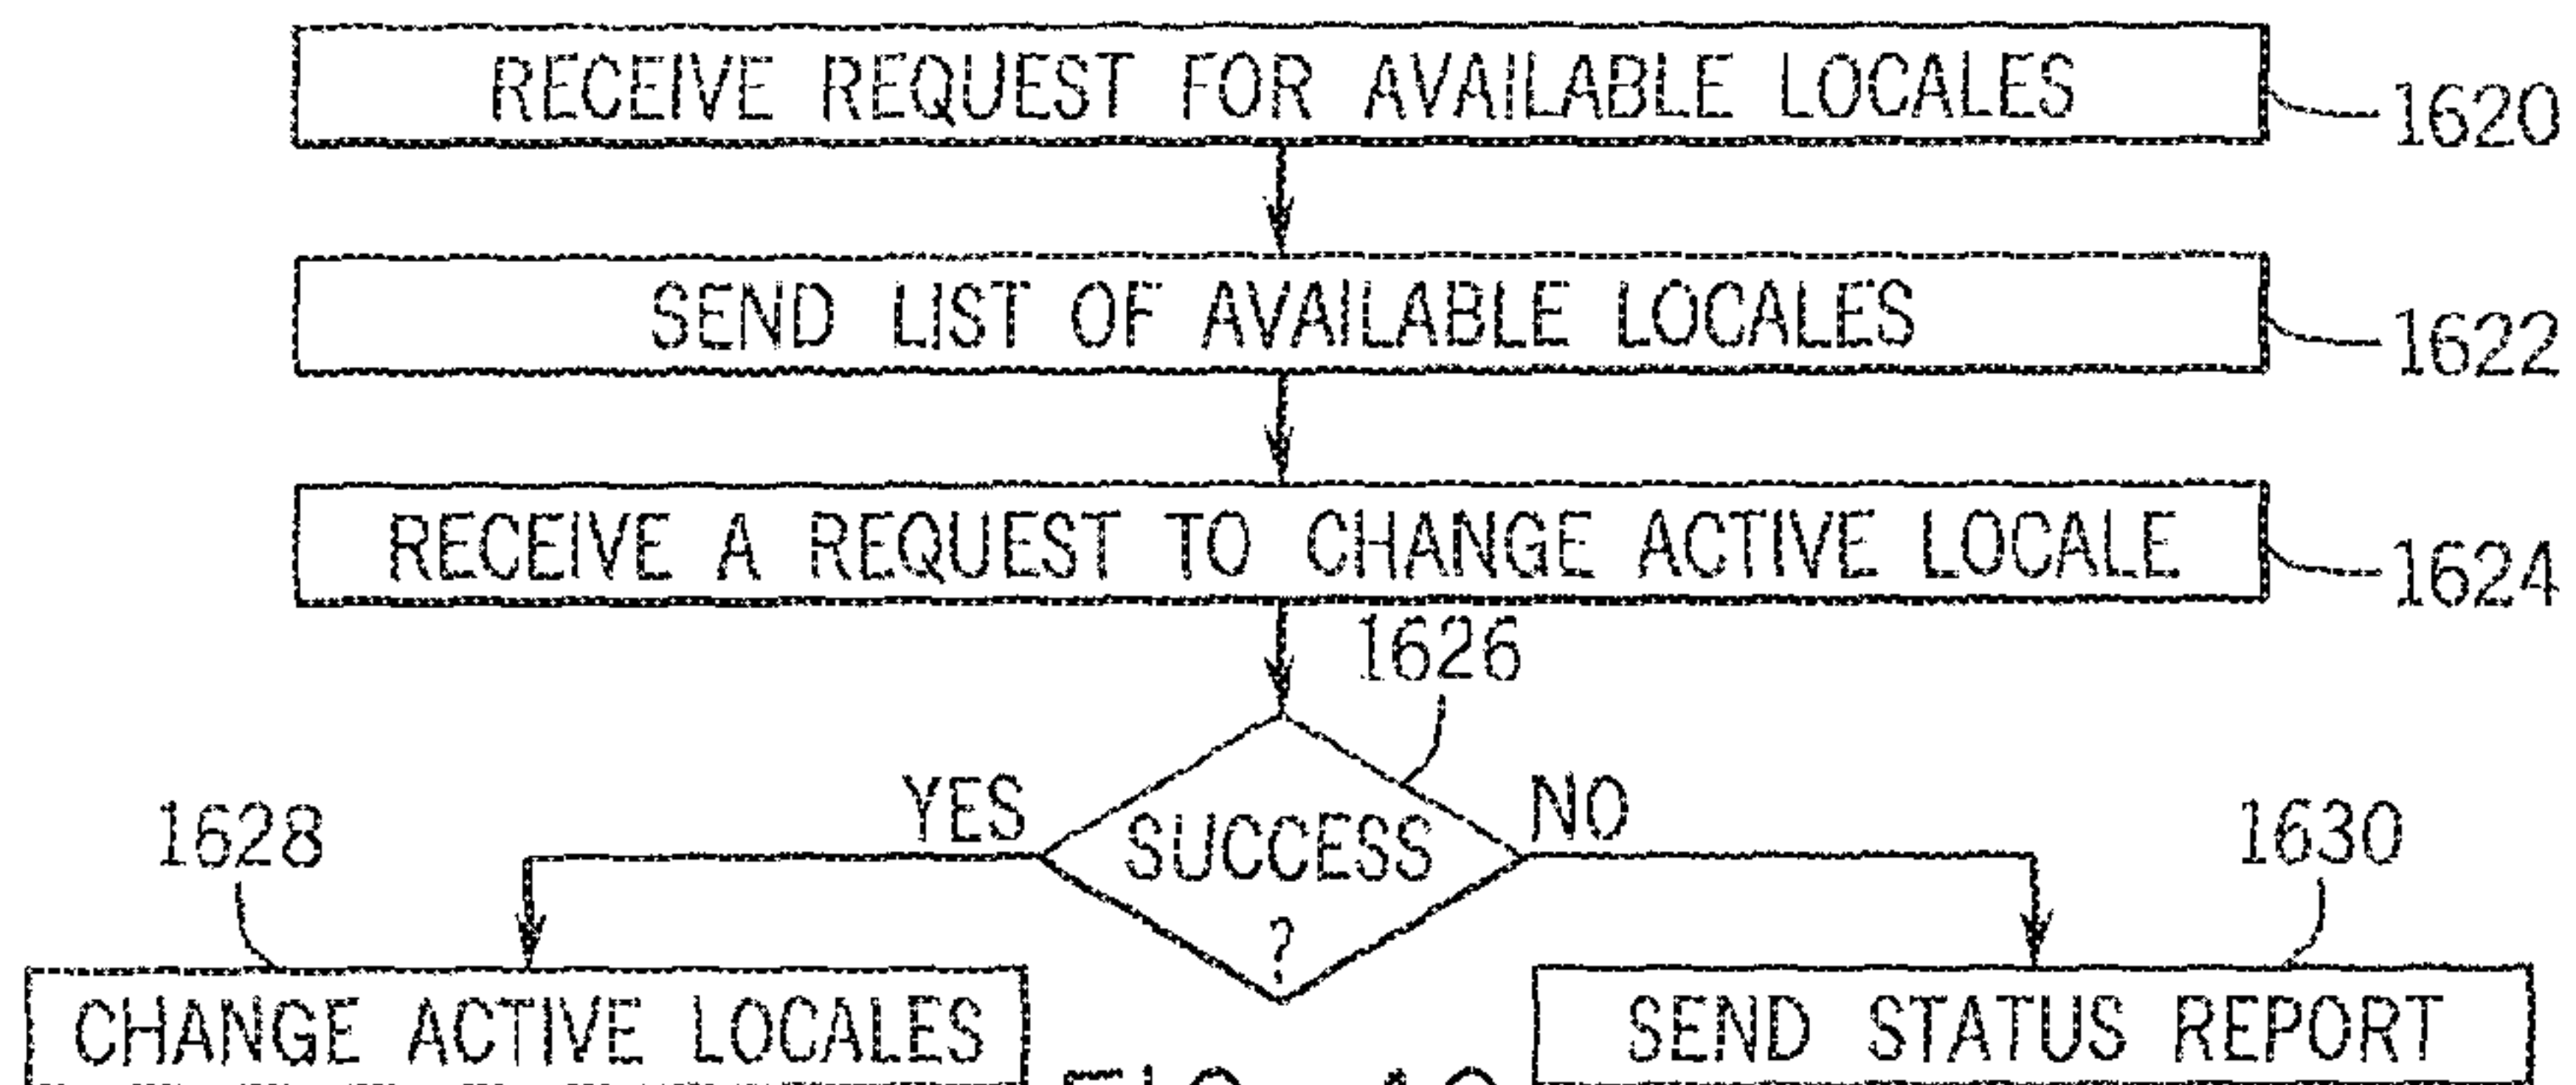 RECEIVE REQUEST FOR AVAILABLE LOCALES
1620
SEND LIST OF AVAILABLE LOCALES
1622
RECEIVE A REQUEST TO CHANGE ACTIVE LOCALE
1624
1626
YES
SUCCESS
?
NO
1628
1630
CHANGE ACTIVE LOCALES
SEND STATUS REPORT